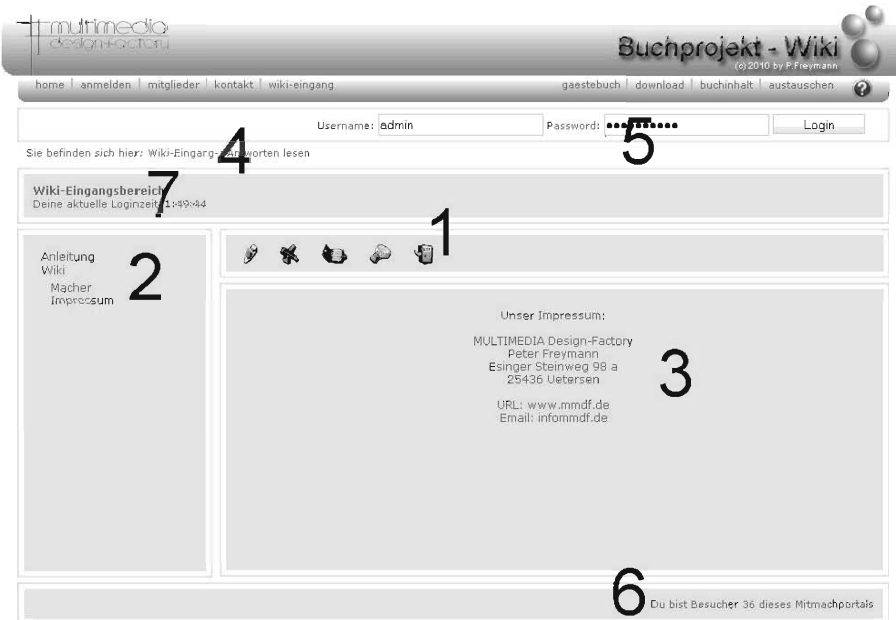 multimedia
design-factory
Buchprojekt - Wiki
(c) 2010 by P.Freymann
home | anmelden | mitglieder | kontakt | wiki-eingang
gaestebuch | download | buchinhalt | austauschen ?
Username: admin Password: •••••••••• Login
5
4
Sie befinden sich hier: Wiki-Eingang Antworten lesen
7
Wiki-Eingangsbereich
Deine aktuelle Loginzeit 1:49:44
1
2
Anleitung
Wiki
Macher
Impressum
Unser Impressum:
MULTIMEDIA Design-Factory
Peter Freymann
Esinger Steinweg 98 a
25436 Uetersen
3
URL: www.mmdf.de
Email: infommdf.de
6
Du bist Besucher 36 dieses Mitmachportals